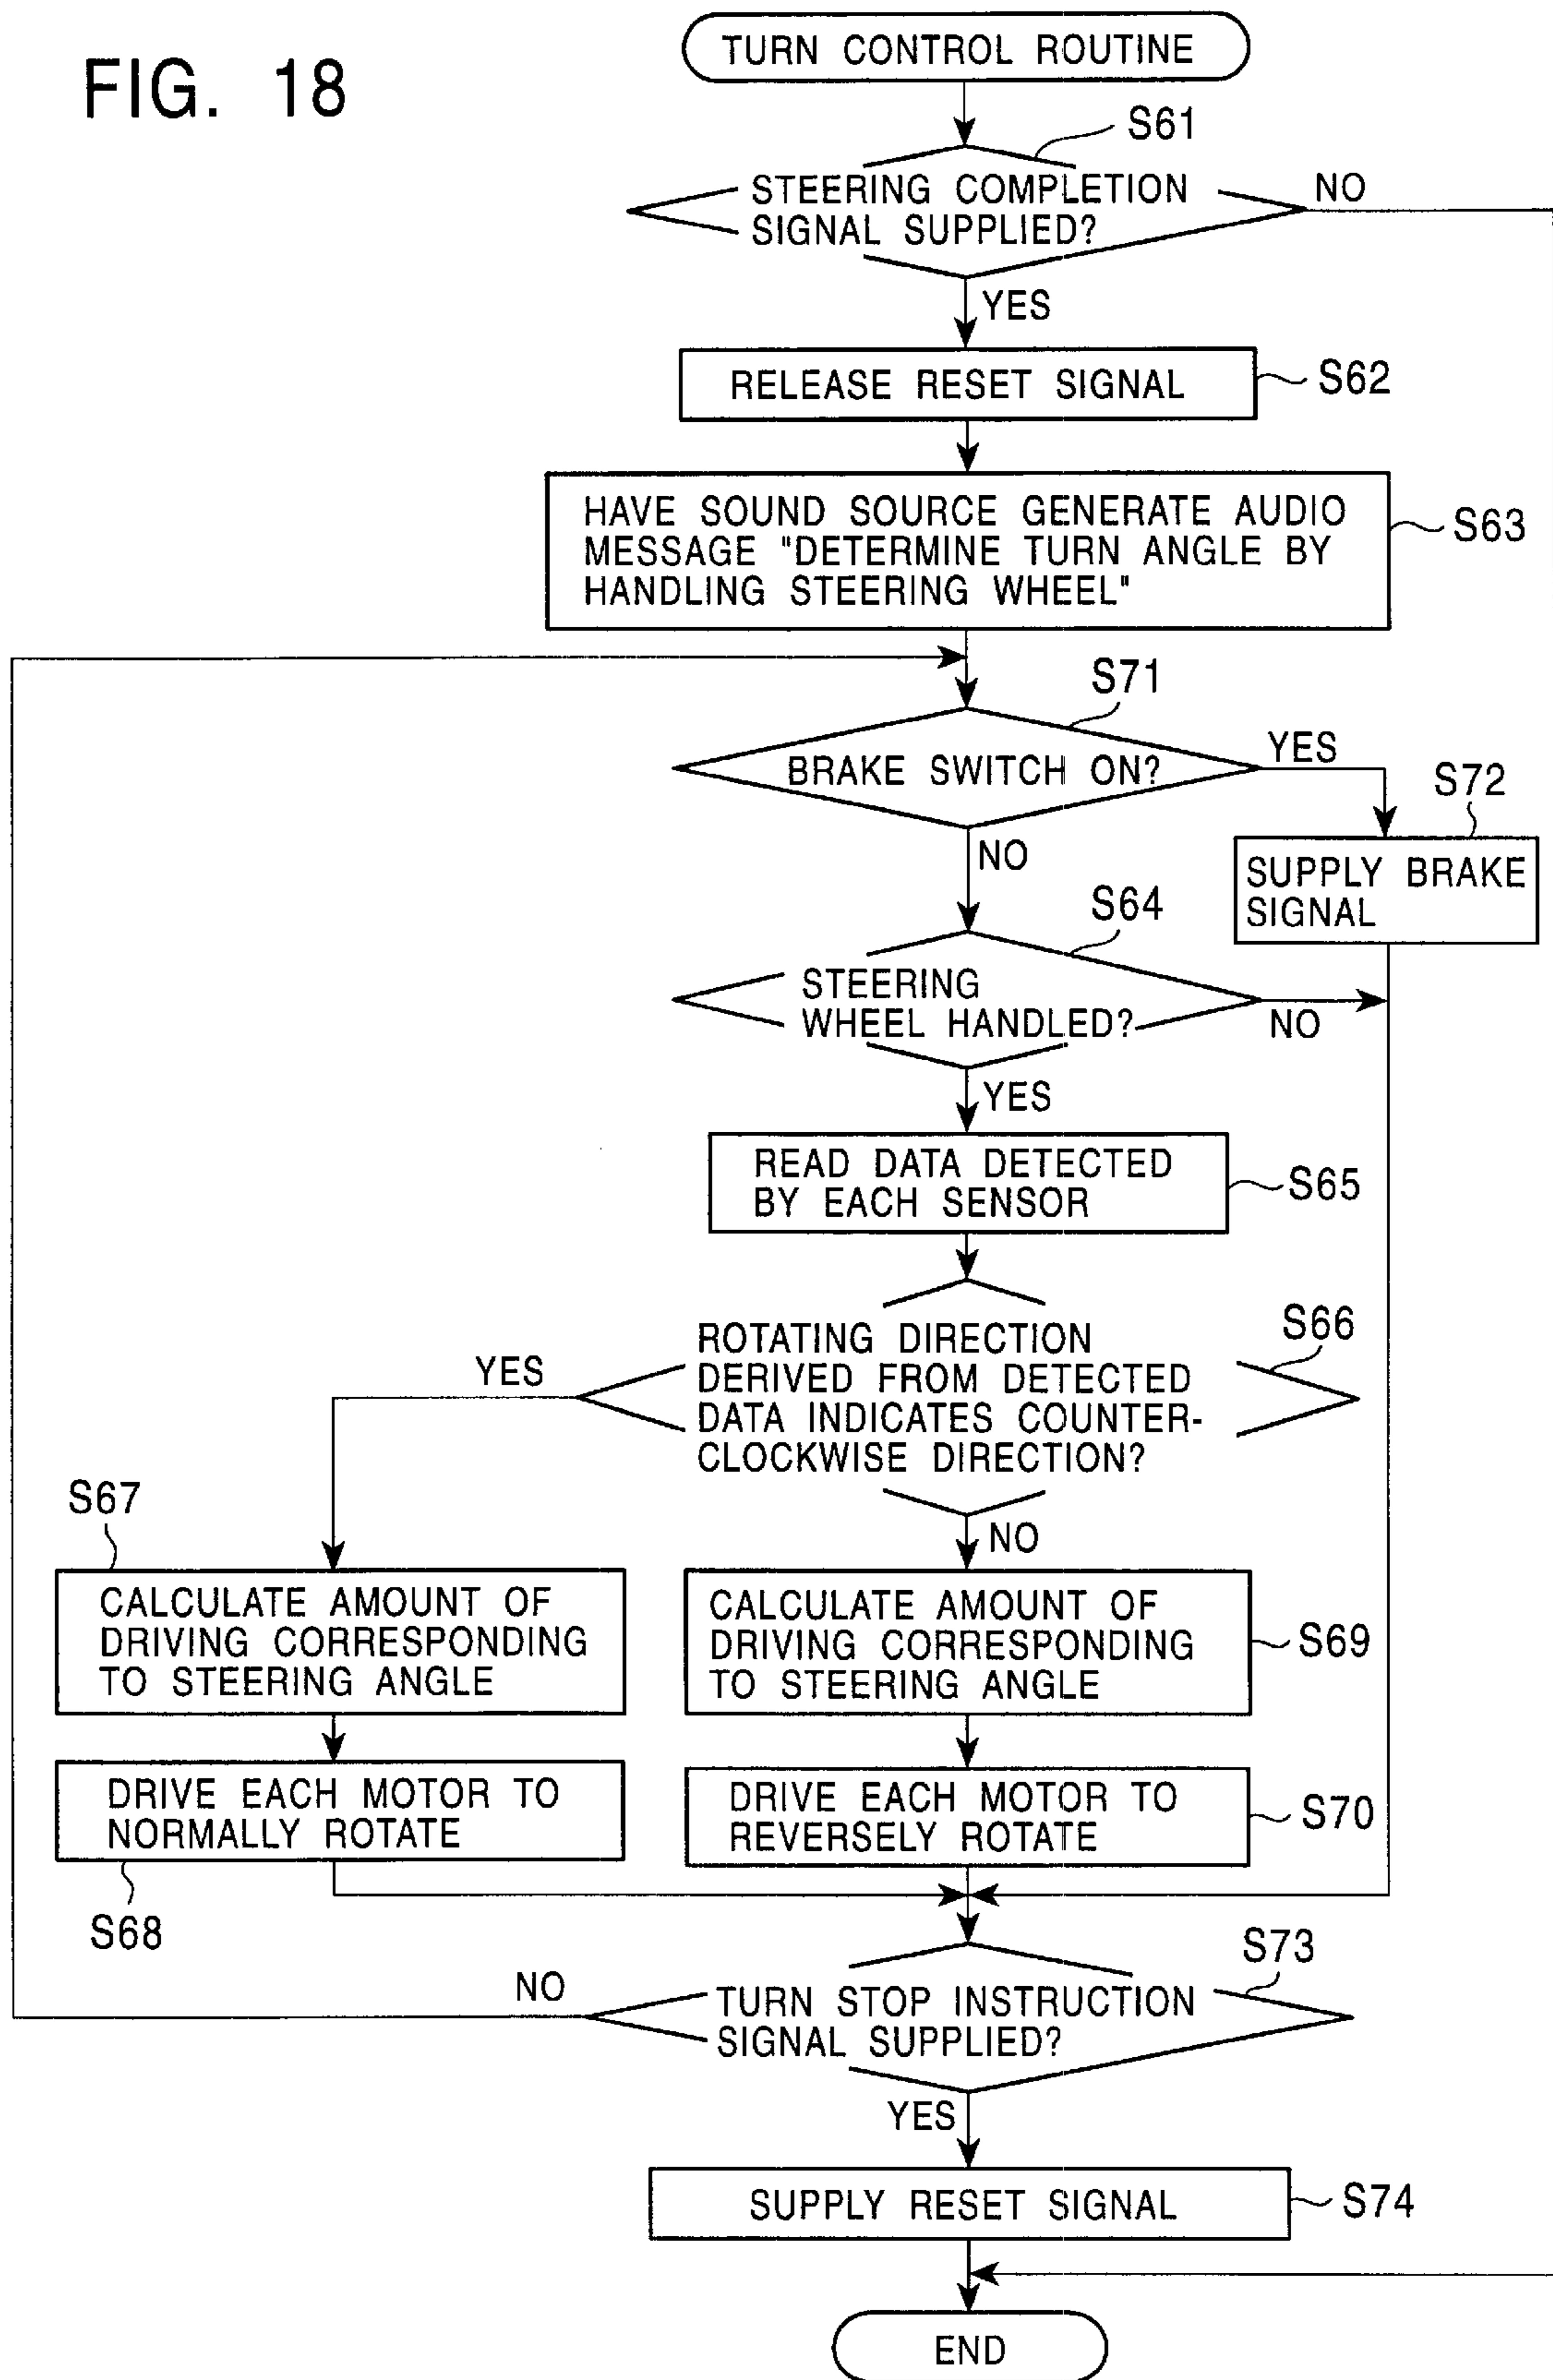 FIG. 18
TURN CONTROL ROUTINE
S61
STEERING COMPLETION
SIGNAL SUPPLIED?
NO
YES
RELEASE RESET SIGNAL
S62
HAVE SOUND SOURCE GENERATE AUDIO
MESSAGE "DETERMINE TURN ANGLE BY
HANDLING STEERING WHEEL"
S63
S71
BRAKE SWITCH ON?
YES
S72
SUPPLY BRAKE
SIGNAL
NO
S64
STEERING
WHEEL HANDLED?
NO
YES
READ DATA DETECTED
BY EACH SENSOR
S65
S66
ROTATING DIRECTION
DERIVED FROM DETECTED
DATA INDICATES COUNTER-
CLOCKWISE DIRECTION?
YES
NO
S67
CALCULATE AMOUNT OF
DRIVING CORRESPONDING
TO STEERING ANGLE
CALCULATE AMOUNT OF
DRIVING CORRESPONDING
TO STEERING ANGLE
S69
DRIVE EACH MOTOR TO
NORMALLY ROTATE
S68
DRIVE EACH MOTOR TO
REVERSELY ROTATE
S70
S73
TURN STOP INSTRUCTION
SIGNAL SUPPLIED?
NO
YES
SUPPLY RESET SIGNAL
S74
END